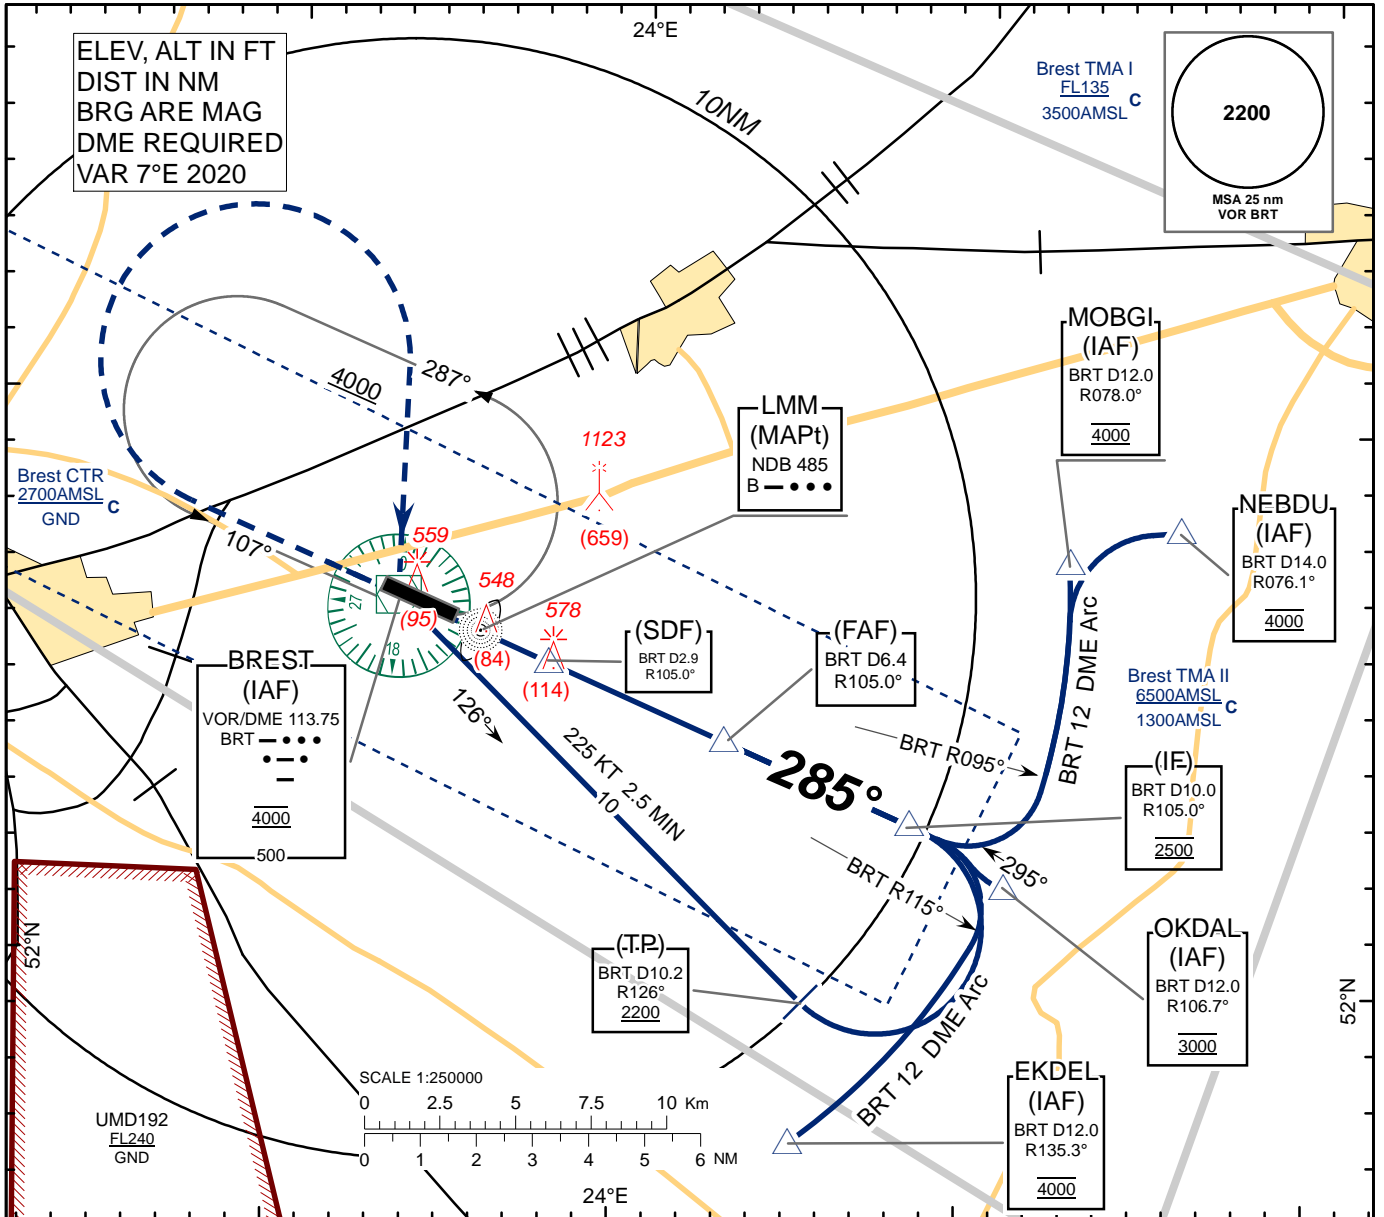 24°E
ELEV, ALT IN FT
DIST IN NM
BRG ARE MAG
DME REQUIRED
VAR 7°E 2020
10NM
Brest TMA I
FL135
3500AMSL
C
2200
MSA 25 nm
VOR BRT
MOBGI
(IAF)
BRT D12.0
R078.0°
4000
287°
4000
LMM
(MAPt)
NDB 485
B
1123
(659)
Brest CTR
2700AMSL
GND
C
107°
NEBDU
(IAF)
BRT D14.0
R076.1°
4000
559
(95)
548
(84)
578
(114)
27
18
(SDF)
BRT D2.9
R105.0°
(FAF)
BRT D6.4
R105.0°
BREST
(IAF)
VOR/DME 113.75
BRT
4000
500
126°
225 KT 2.5 MIN
10
285°
BRT R095°
BRT 12 DME Arc
Brest TMA II
6500AMSL
1300AMSL
C
(IF)
BRT D10.0
R105.0°
2500
295°
BRT R115°
OKDAL
(IAF)
BRT D12.0
R106.7°
3000
(TP)
BRT D10.2
R126°
2200
BRT 12 DME Arc
52°N
52°N
EKDEL
(IAF)
BRT D12.0
R135.3°
4000
SCALE 1:250000
0 2.5 5 7.5 10 Km
0 1 2 3 4 5 6 NM
UMD192
FL240
GND
24°E